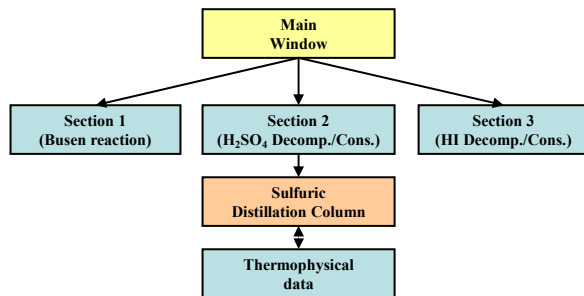 Main
Window
Section 1
(Busen reaction)
Section 2
(H₂SO₄ Decomp./Cons.)
Section 3
(HI Decomp./Cons.)
Sulfuric
Distillation Column
Thermophysical
data